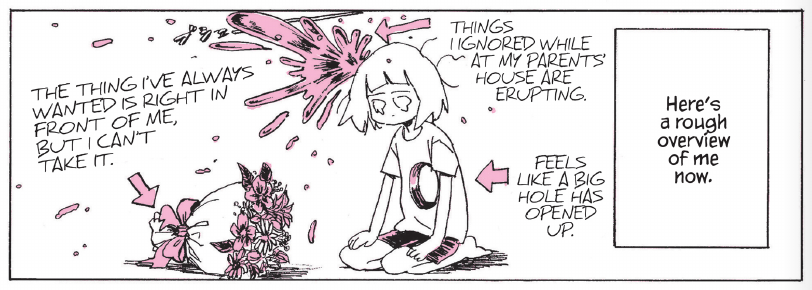 Here's
a rough
overview
of me
now.
THINGS
I IGNORED WHILE
AT MY PARENTS'
HOUSE ARE
ERUPTING.
FEELS
LIKE A BIG
HOLE HAS
OPENED
UP.
THE THING I'VE ALWAYS
WANTED IS RIGHT IN
FRONT OF ME,
BUT I CAN'T
TAKE IT.